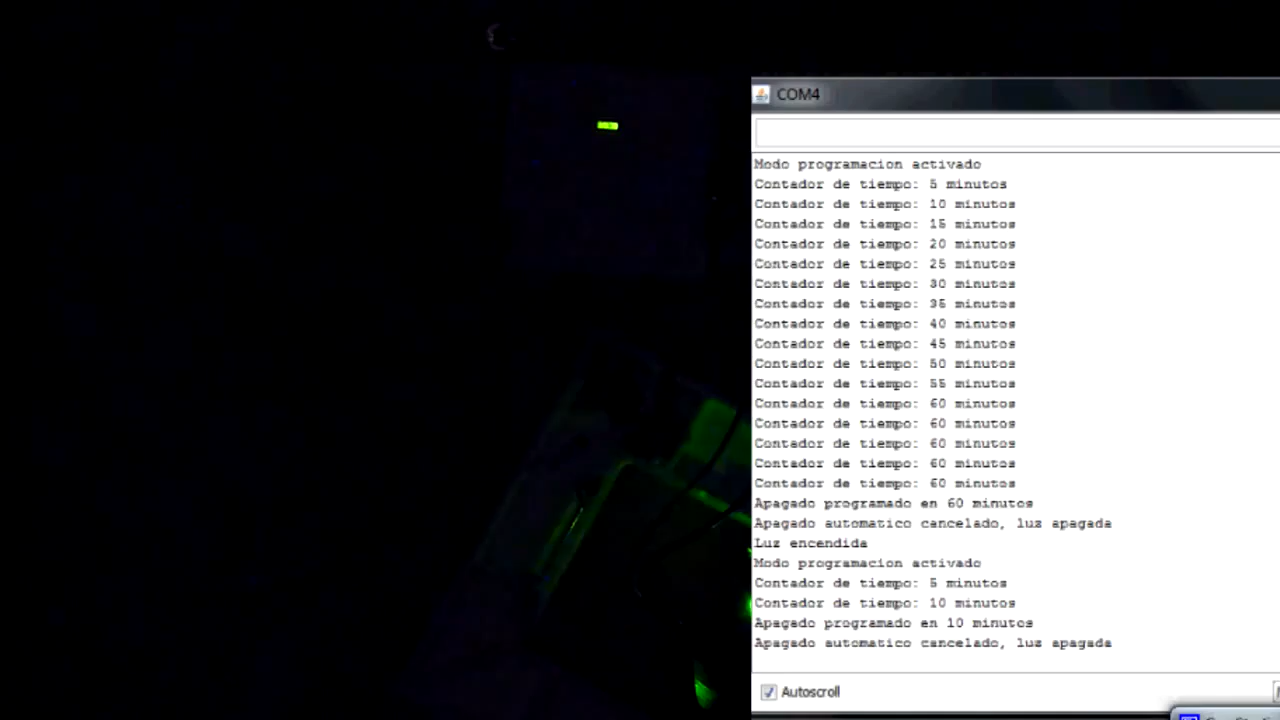 COM4
Modo programacion activado
Contador de tiempo: 5 minutos
Contador de tiempo: 10 minutos
Contador de tiempo: 15 minutos
Contador de tiempo: 20 minutos
Contador de tiempo: 25 minutos
Contador de tiempo: 30 minutos
Contador de tiempo: 35 minutos
Contador de tiempo: 40 minutos
Contador de tiempo: 45 minutos
Contador de tiempo: 50 minutos
Contador de tiempo: 55 minutos
Contador de tiempo: 60 minutos
Contador de tiempo: 60 minutos
Contador de tiempo: 60 minutos
Contador de tiempo: 60 minutos
Contador de tiempo: 60 minutos
Apagado programado en 60 minutos
Apagado automatico cancelado, luz apagada
Luz encendida
Modo programacion activado
Contador de tiempo: 5 minutos
Contador de tiempo: 10 minutos
Apagado programado en 10 minutos
Apagado automatico cancelado, luz apagada
Autoscroll